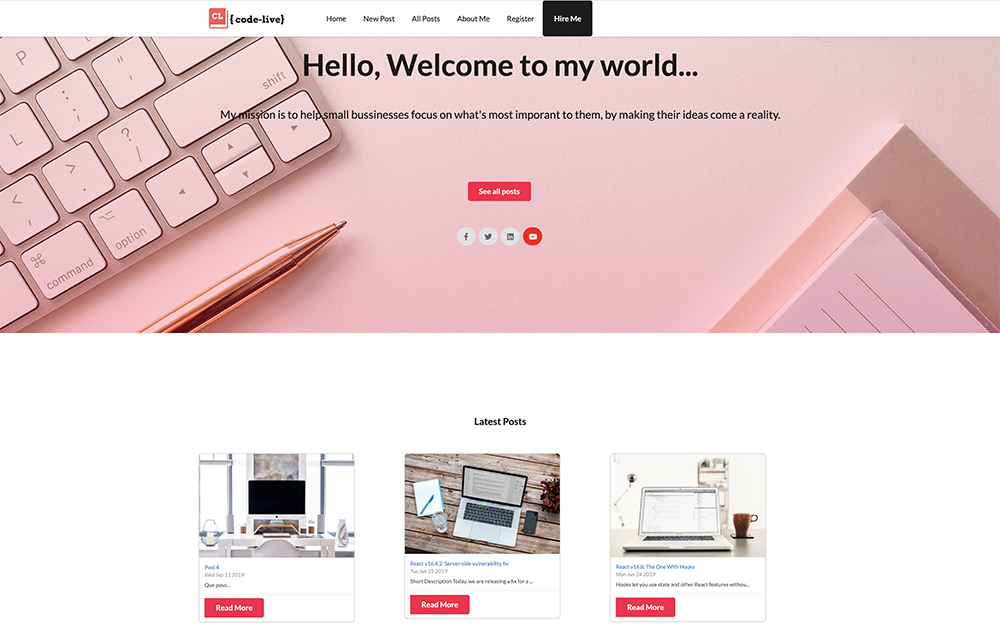 CL { code-live}
Home New Post All Posts About Me Register Hire Me
Hello, Welcome to my world...
My mission is to help small bussinesses focus on what's most imporant to them, by making their ideas come a reality.
See all posts
P " ' shift
L : ;
? /
> .
< ,
option
command
Latest Posts
Post 4
Wed Sep 11 2019
Que paso...
Read More
React v16.4.2: Server-side vulnerability fix
Tue Jun 25 2019
Short Description Today, we are releasing a fix for a ...
Read More
React v16.8: The One With Hooks
Mon Jun 24 2019
Hooks let you use state and other React features withou...
Read More